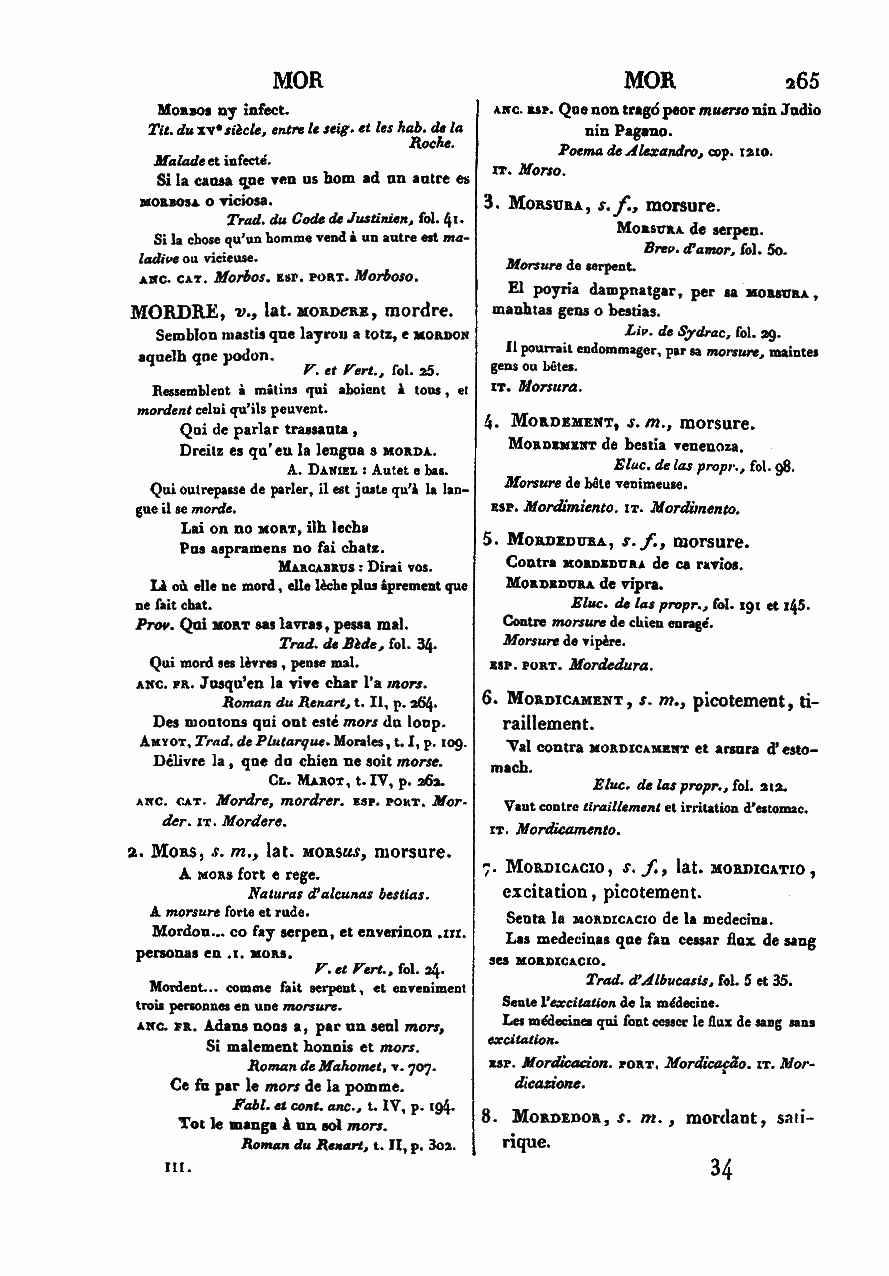 MOR
MOR 265
MORBOS ny infect.
Tit. du XVe siècle, entre le seig. et les hab. de la
Roche.
Malade et infecté.
Si la causa que ven us hom ad un autre es
MORBOSA o viciosa.
Trad. du Code de Justinien, fol. 41.
Si la chose qu'un homme vend à un autre est ma-
ladive ou vicieuse.
ANC. CAT. Morbos. ESP. PORT. Morboso.
MORDRE, v., lat. MORDeRE, mordre.
Semblon mastis que layrou a totz, e MORDON
aquelh que podon.
V. et Vert., fol. 25.
Ressemblent à mâtins qui aboient à tous, et
mordent celui qu'ils peuvent.
Qui de parlar trassauta,
Dreitz es qu'eu la lengua s MORDA.
A. DANIEL : Autet e bas.
Qui outrepasse de parler, il est juste qu'à la lan-
gue il se morde.
Lai on no MORT, ilh lecha
Pus aspramens no fai chatz.
MARCABRUS : Dirai vos.
Là où elle ne mord, elle lèche plus âprement que
ne fait chat.
Prov. Qui MORT sas lavras, pessa mal.
Trad. de Bède, fol. 34.
Qui mord ses lèvres, pense mal.
ANC. FR. Jusqu'en la vive char l'a mors.
Roman du Renart, t. II, p. 264.
Des moutons qui ont esté mors du loup.
AMYOT, Trad. de Plutarque. Morales, t. I, p. 109.
Délivre la, que du chien ne soit morse.
CL. MAROT, t. IV, p. 262.
ANC. CAT. Mordre, mordrer. ESP. PORT. Mor-
der. IT. Mordere.
2. MORS, s. m., lat. MORSUS, morsure.
A MORS fort e rege.
Naturas d'alcunas bestias.
A morsure forte et rude.
Mordon... co fay serpen, et enverinon .III.
personas en .I. MORS.
V. et Vert., fol. 24.
Mordent... comme fait serpent, et enveniment
trois personnes en une morsure.
ANC. FR. Adans nous a, par un seul mors,
Si malement honnis et mors.
Roman de Mahomet, v. 707.
Ce fu par le mors de la pomme.
Fabl. et cont. anc., t. IV, p. 194.
Tot le manga à un sol mors.
Roman du Renart, t. II, p. 302.
III.
ANC. ESP. Que non tragó peor muerso nin Judio
nin Pagano.
Poema de Alexandro, cop. 1210.
IT. Morso.
3. MORSURA, s. f., morsure.
MORSURA de serpen.
Brev. d'amor, fol. 50.
Morsure de serpent.
El poyria dampnatgar, per sa MORSURA,
manhtas gens o bestias.
Liv. de Sydrac, fol. 29.
Il pourrait endommager, par sa morsure, maintes
gens ou bêtes.
IT. Morsura.
4. MORDEMENT, s. m., morsure.
MORDEMENT de bestia venenoza.
Eluc. de las propr., fol. 98.
Morsure de bête venimeuse.
ESP. Mordimiento. IT. Mordimento.
5. MORDEDURA, s. f., morsure.
Contra MORDEDURA de ca ravios.
MORDEDURA de vipra.
Eluc. de las propr., fol. 191 et 145.
Contre morsure de chien enragé.
Morsure de vipère.
ESP. PORT. Mordedura.
6. MORDICAMENT, s. m., picotement, ti-
raillement.
Val contra MORDICAMENT et arsura d'esto-
mach.
Eluc. de las propr., fol. 212.
Vaut contre tiraillement et irritation d'estomac.
IT. Mordicamento.
7. MORDICACIO, s. f., lat. MORDICATIO,
excitation, picotement.
Senta la MORDICACIO de la medecina.
Las medecinas que fan cessar flux de sang
ses MORDICACIO.
Trad. d'Albucasis, fol. 5 et 35.
Sente l'excitation de la médecine.
Les médecines qui font cesser le flux de sang sans
excitation.
ESP. Mordicacion. PORT. Mordicação. IT. Mor-
dicazione.
8. MORDEDOR, s. m., mordant, sati-
rique.
34